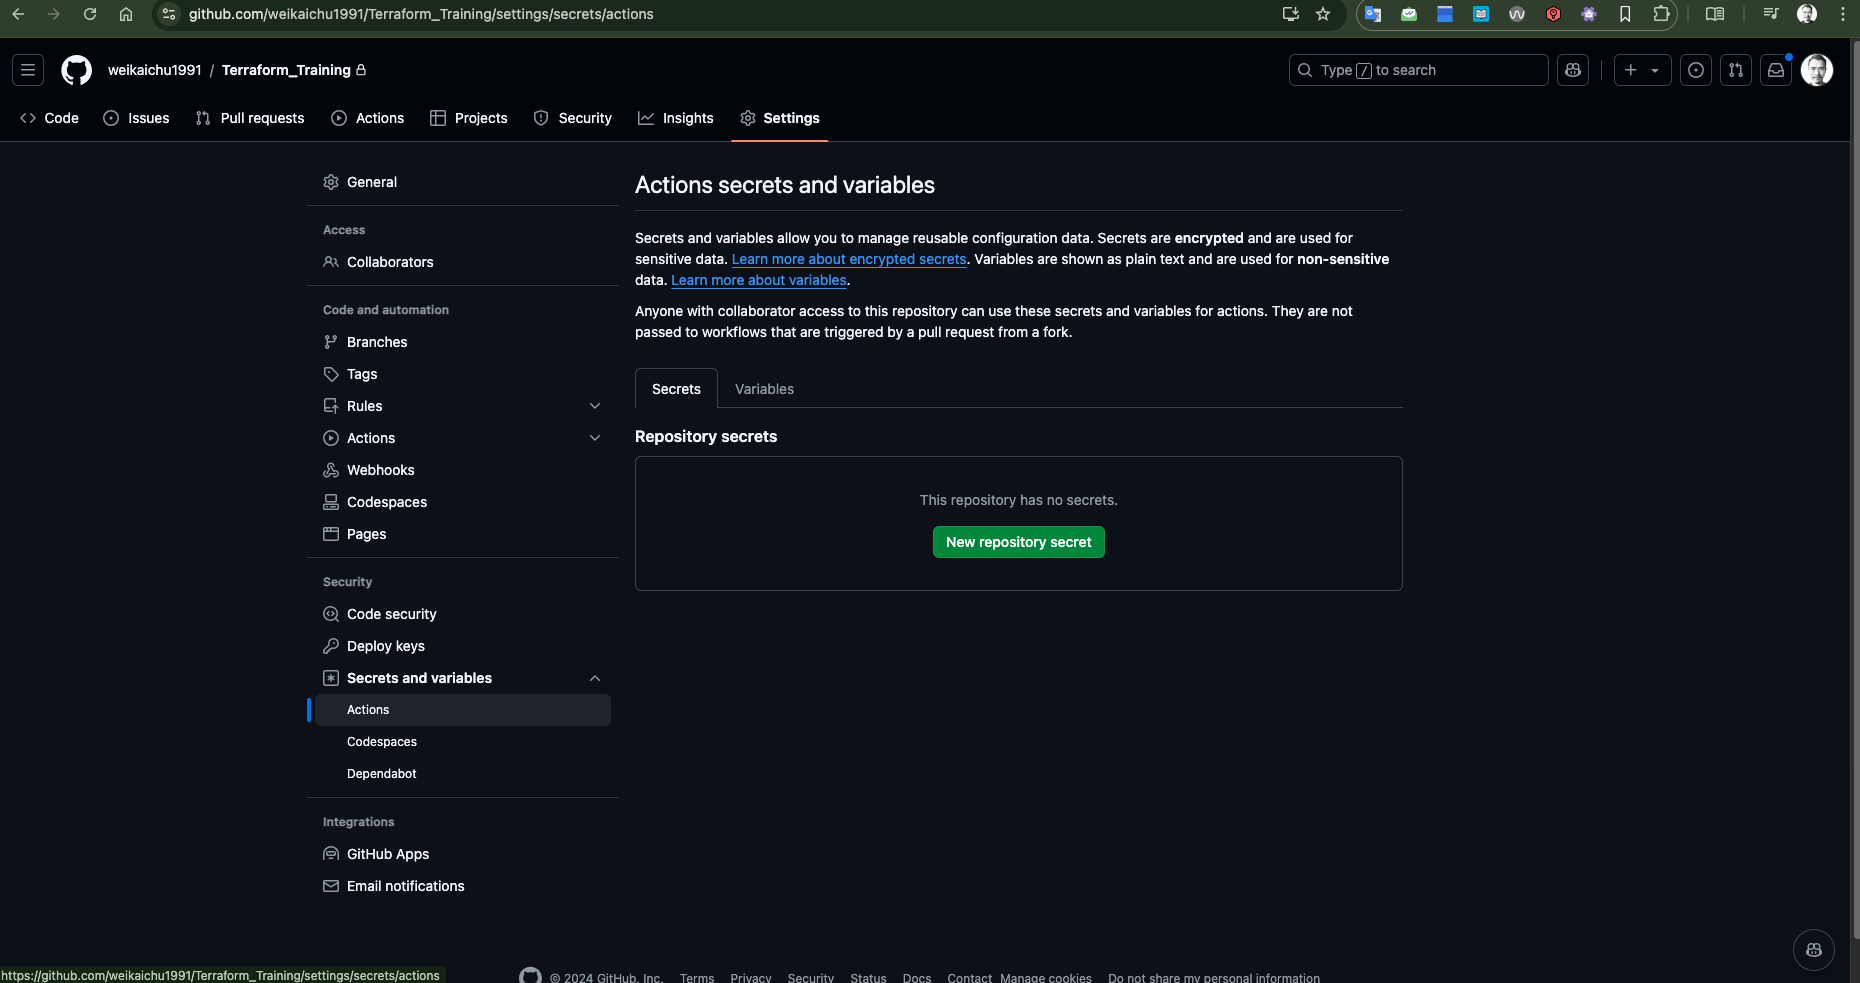 github.com/weikaichu1991/Terraform_Training/settings/secrets/actions
weikaichu1991 / Terraform_Training
Type / to search
Code
Issues
Pull requests
Actions
Projects
Security
Insights
Settings
General
Access
Collaborators
Code and automation
Branches
Tags
Rules
Actions
Webhooks
Codespaces
Pages
Security
Code security
Deploy keys
Secrets and variables
Actions
Codespaces
Dependabot
Integrations
GitHub Apps
Email notifications
Actions secrets and variables
Secrets and variables allow you to manage reusable configuration data. Secrets are encrypted and are used for
sensitive data. Learn more about encrypted secrets. Variables are shown as plain text and are used for non-sensitive
data. Learn more about variables.
Anyone with collaborator access to this repository can use these secrets and variables for actions. They are not
passed to workflows that are triggered by a pull request from a fork.
Secrets
Variables
Repository secrets
This repository has no secrets.
New repository secret
https://github.com/weikaichu1991/Terraform_Training/settings/secrets/actions
© 2024 GitHub, Inc.
Terms
Privacy
Security
Status
Docs
Contact
Manage cookies
Do not share my personal information